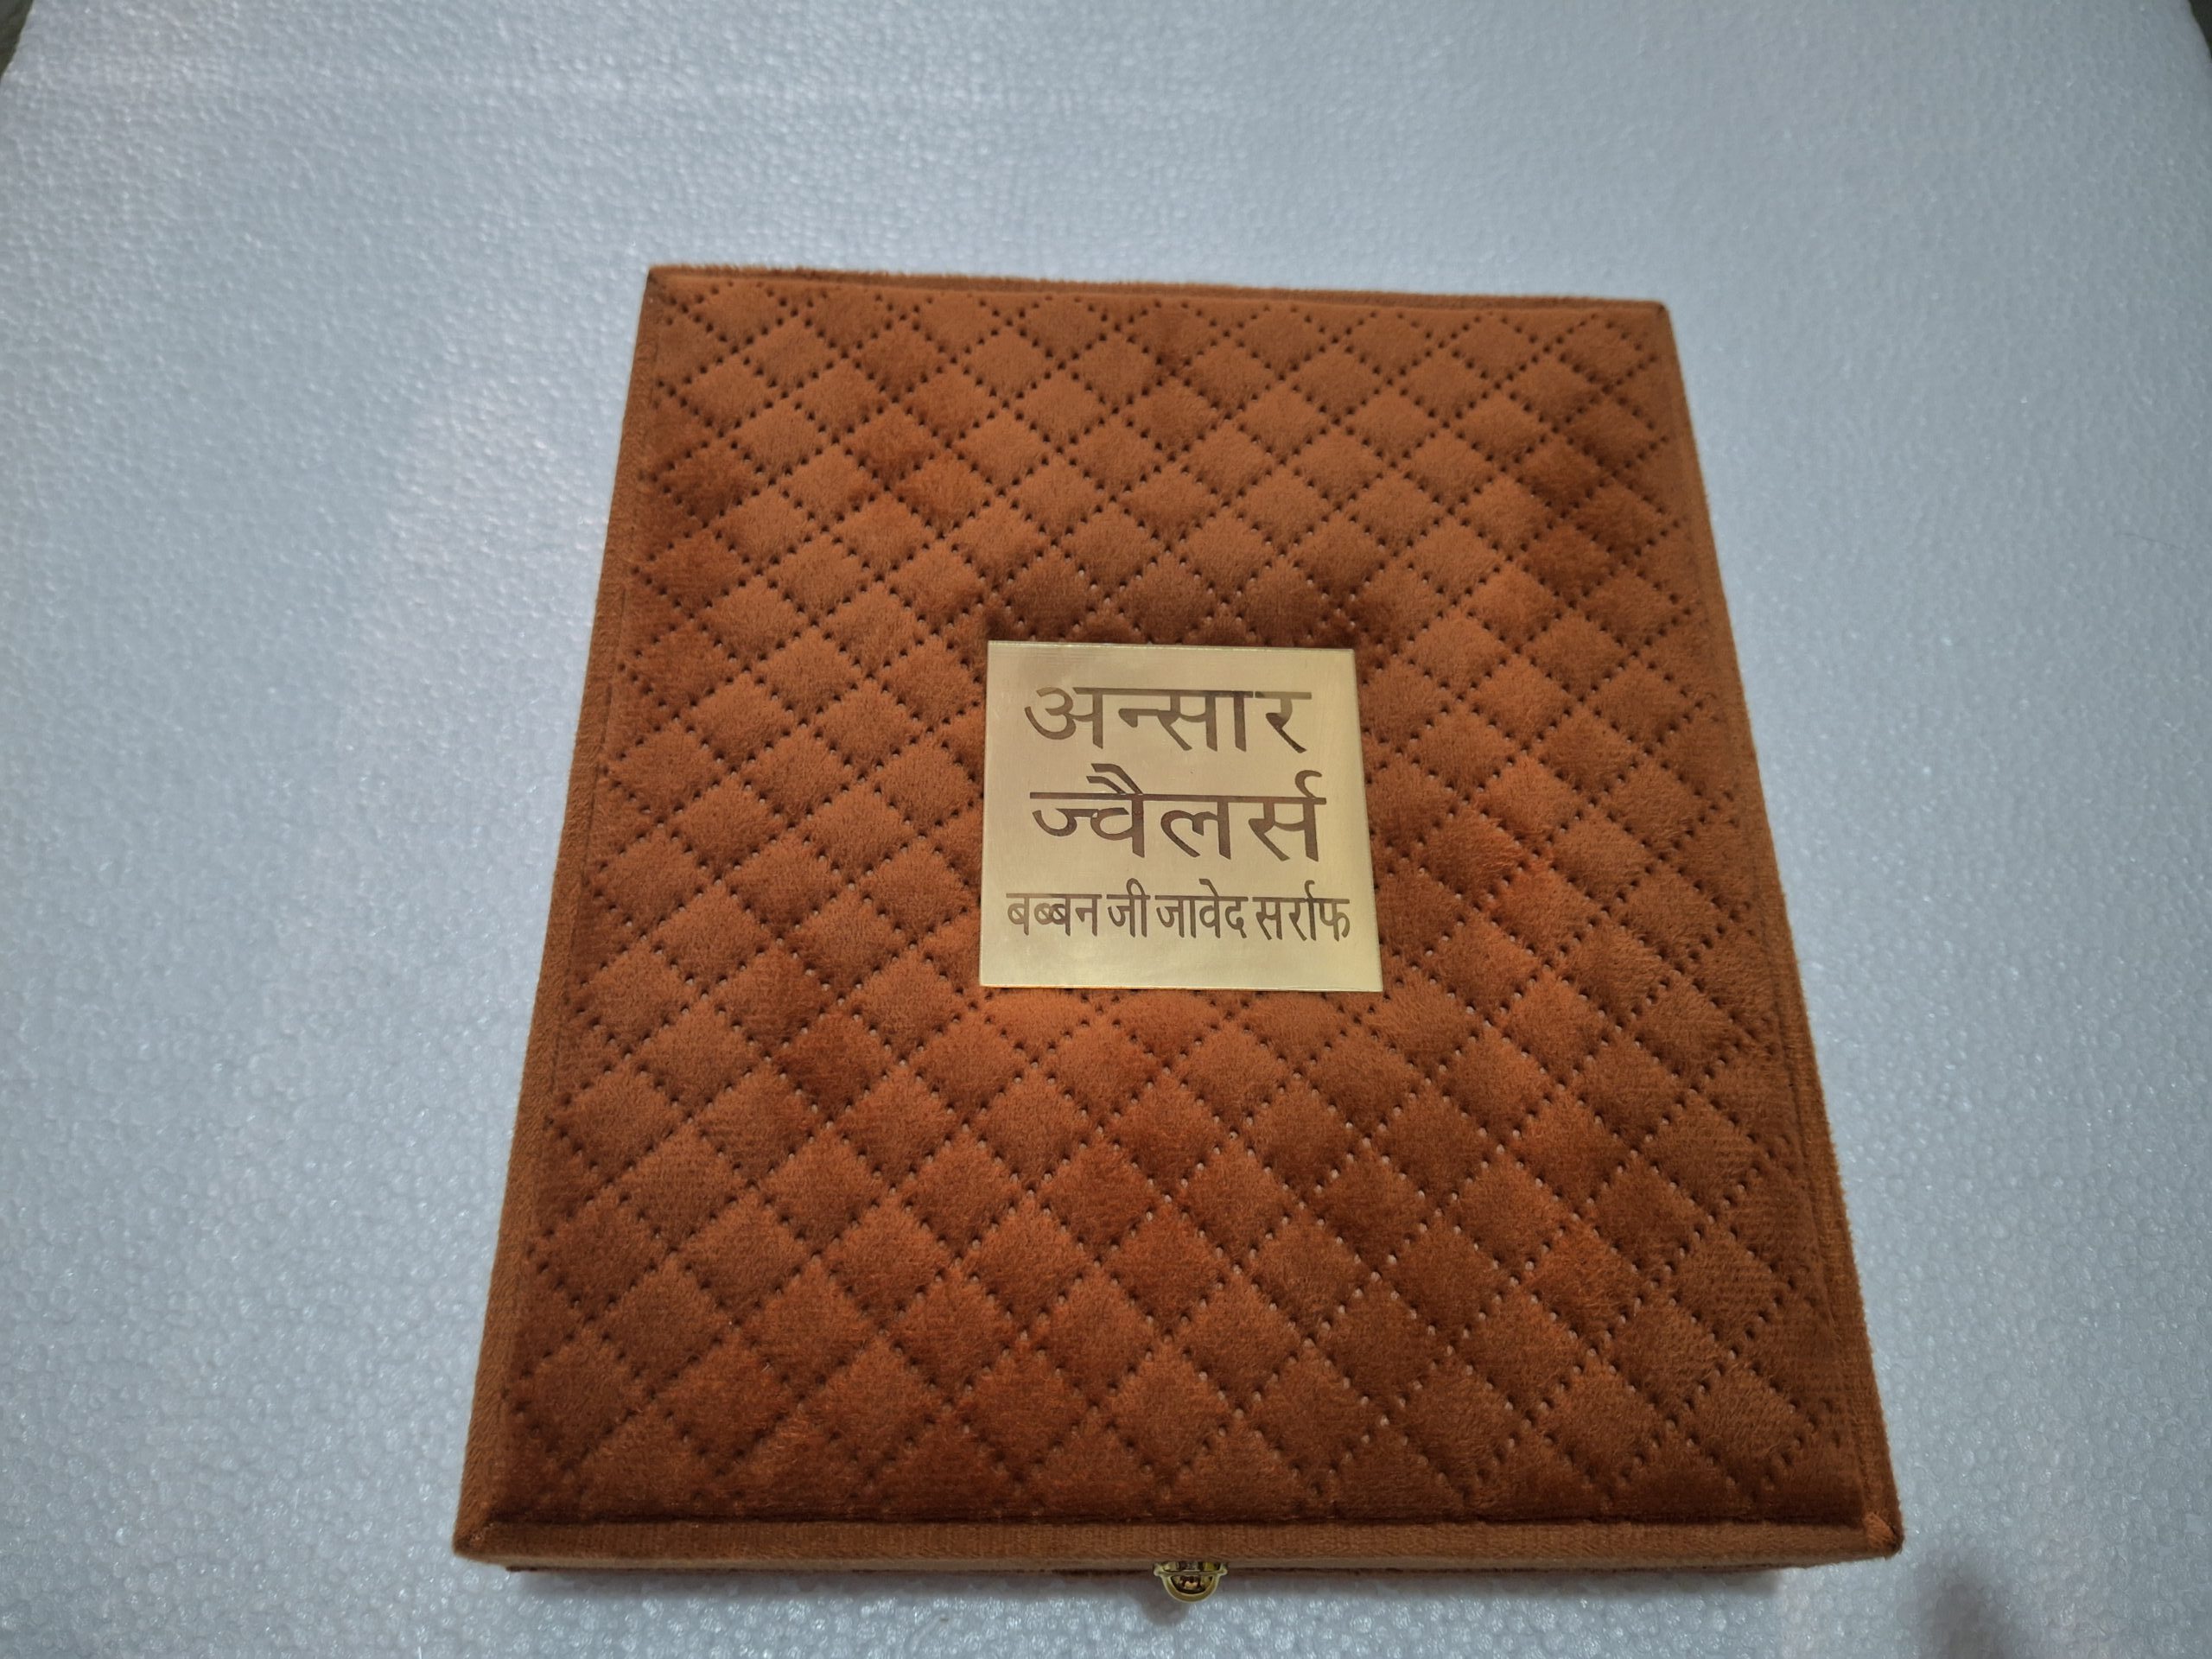 अन्सार
ज्वैलर्स
बब्बन जी जावेद सर्राफ